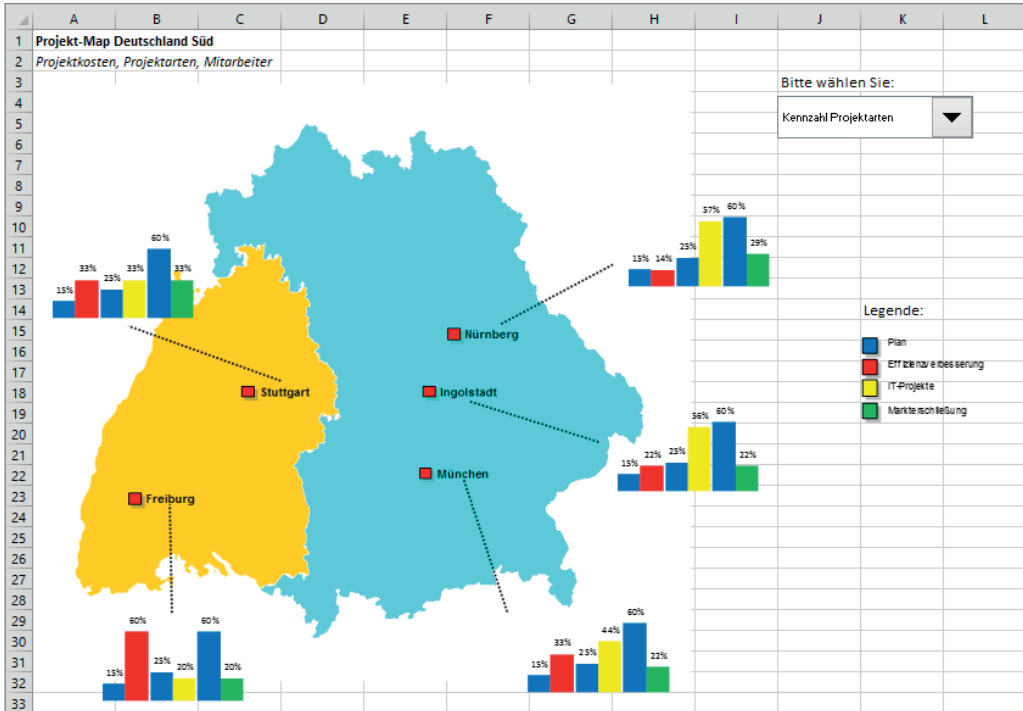 A B C D E F G H I J K L
1 Projekt-Map Deutschland Süd
2 Projektkosten, Projektarten, Mitarbeiter
3 Bitte wählen Sie:
4
5 Kennzahl Projektarten
6
7
8
9 57% 60%
10
11 60% 15% 14% 25% 29%
12 33% 25% 33% 33%
13 15%
14 Legende:
15 Nürnberg Plan
16 Effizienzverbesserung
17 IT-Projekte
18 Stuttgart Ingolstadt
19 Markterschließung
20 56% 60%
21 15% 22% 25% 22%
22 München
23 Freiburg
24
25
26
27
28
29 60% 60% 60%
30 44%
31 15% 25% 20% 20% 15% 33% 25% 22%
32
33